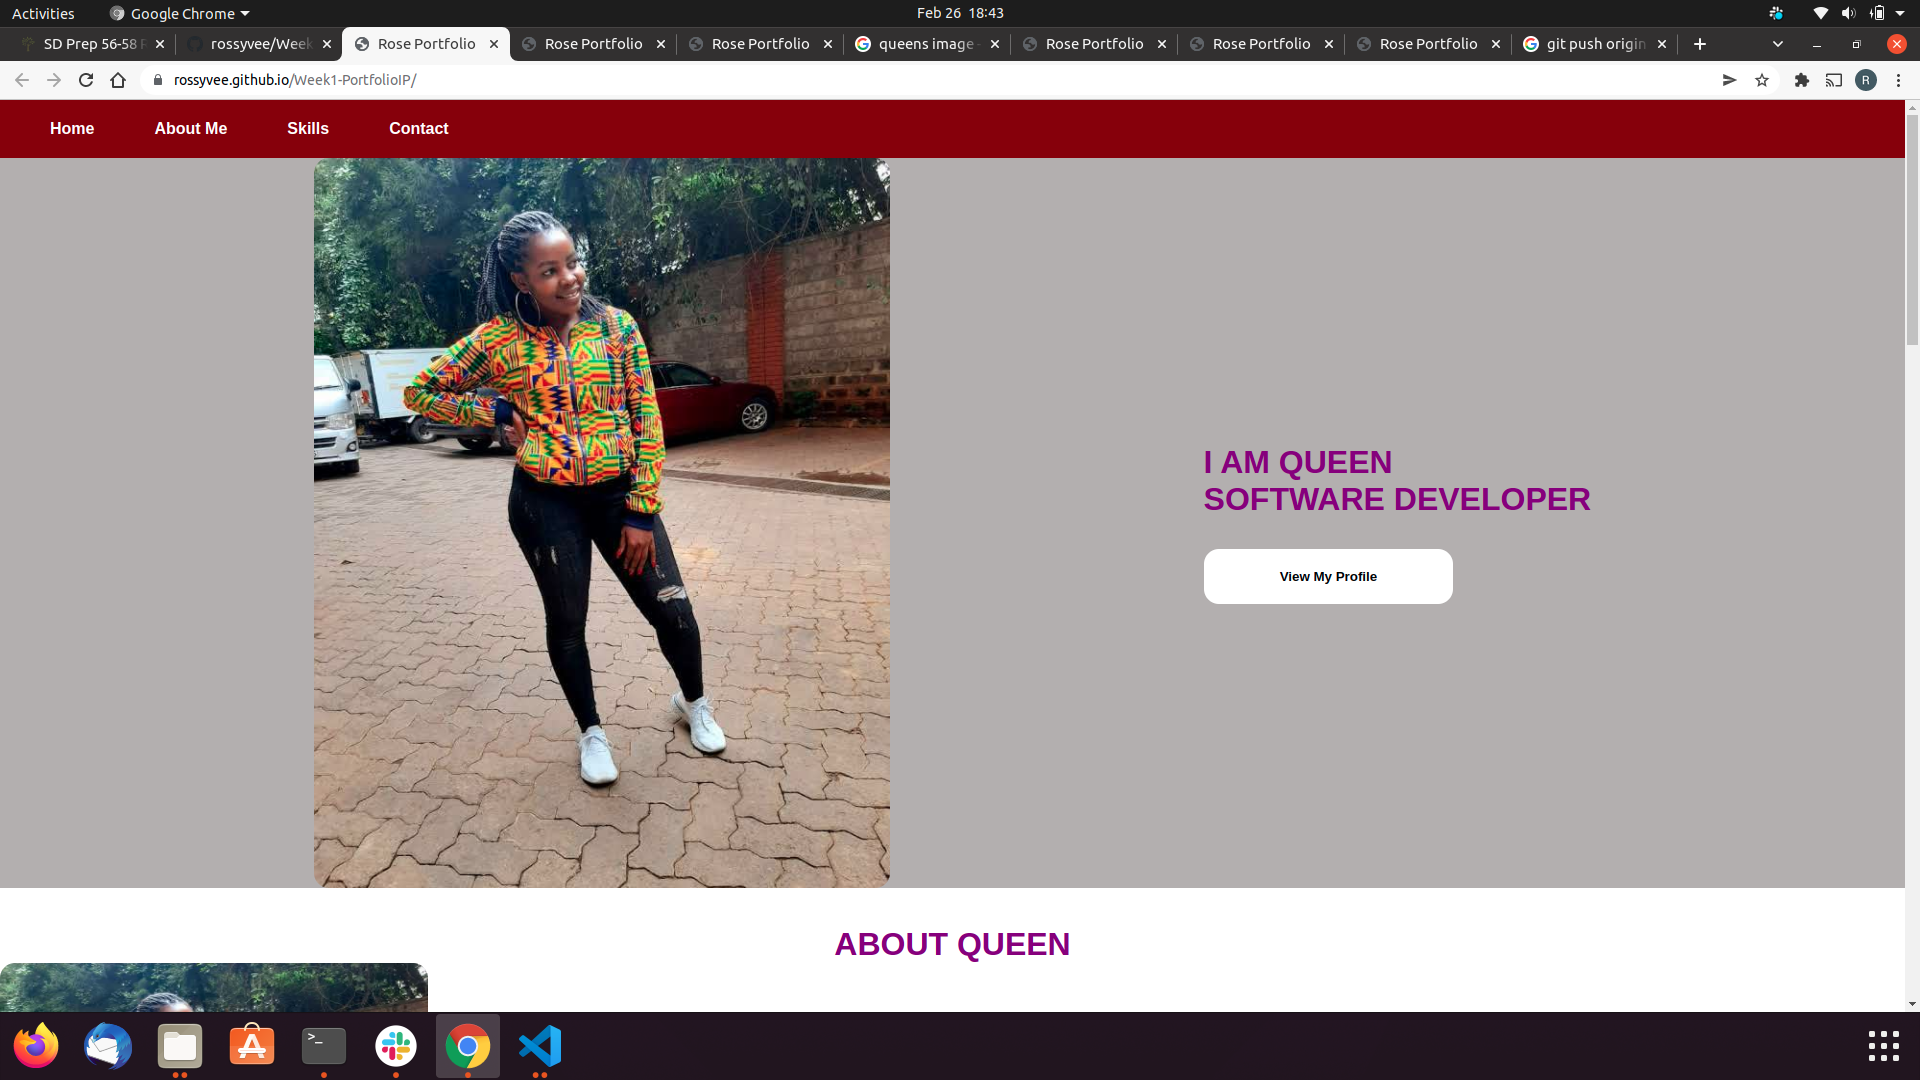 Activities
Google Chrome
Feb 26 18:43
SD Prep 56-58
rossyvee/Week
Rose Portfolio
Rose Portfolio
Rose Portfolio
queens image
Rose Portfolio
Rose Portfolio
Rose Portfolio
git push origin
rossyvee.github.io/Week1-PortfolioIP/
R
Home
About Me
Skills
Contact
I AM QUEEN
SOFTWARE DEVELOPER
View My Profile
ABOUT QUEEN